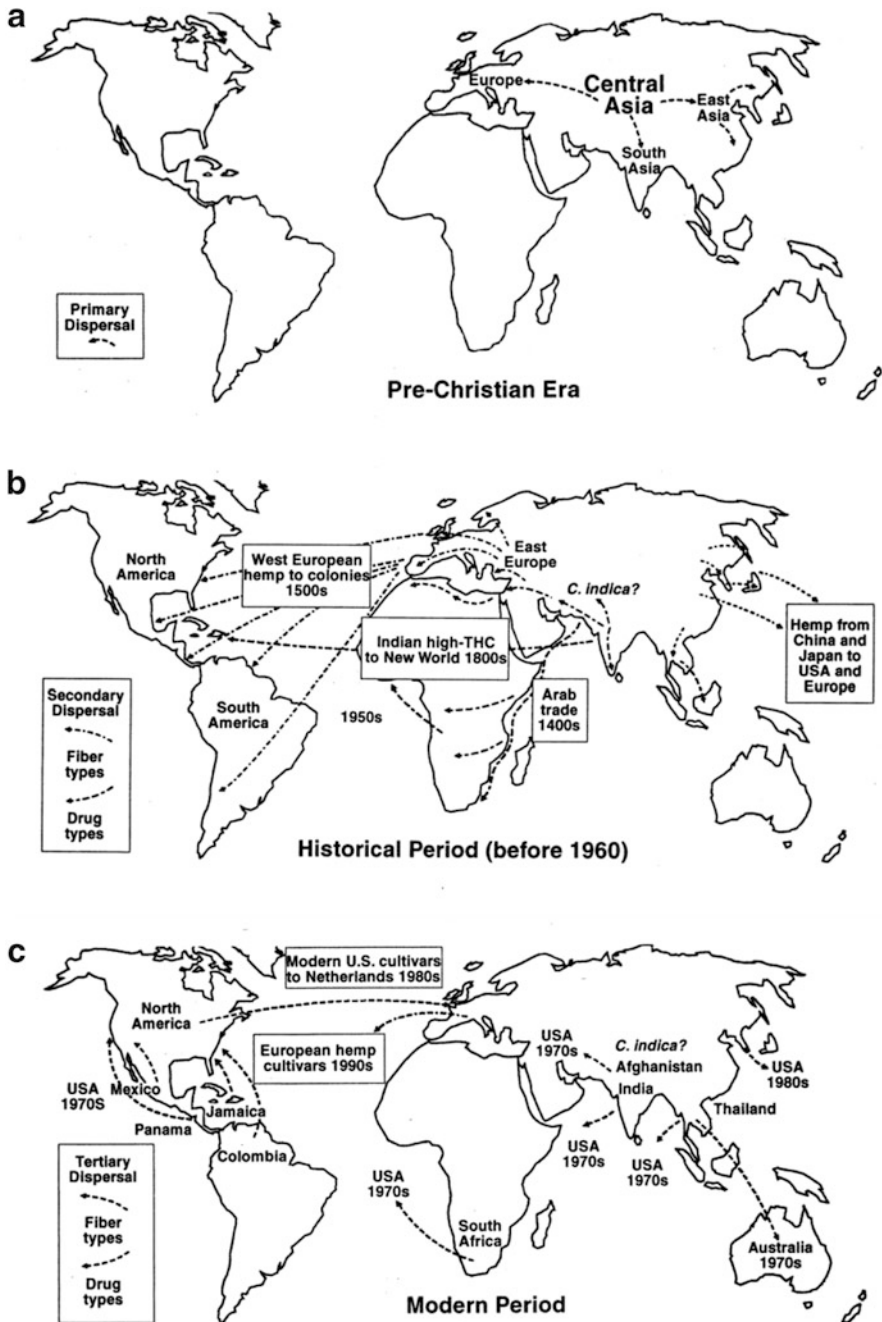 a
Europe
Central
Asia
East
Asia
South
Asia
Primary
Dispersal
Pre-Christian Era
b
North
America
West European
hemp to colonies
1500s
East
Europe
C. indica?
Indian high-THC
to New World 1800s
Hemp from
China and
Japan to
USA and
Europe
Secondary
Dispersal
Fiber
types
Drug
types
South
America
1950s
Arab
trade
1400s
Historical Period (before 1960)
c
Modern U.S. cultivars
to Netherlands 1980s
North
America
European hemp
cultivars 1990s
USA
1970s
C. indica?
Afghanistan
India
USA
1980s
USA
1970S
Mexico
Jamaica
Panama
Colombia
Thailand
USA
1970s
USA
1970s
Tertiary
Dispersal
Fiber
types
Drug
types
USA
1970s
South
Africa
Australia
1970s
Modern Period